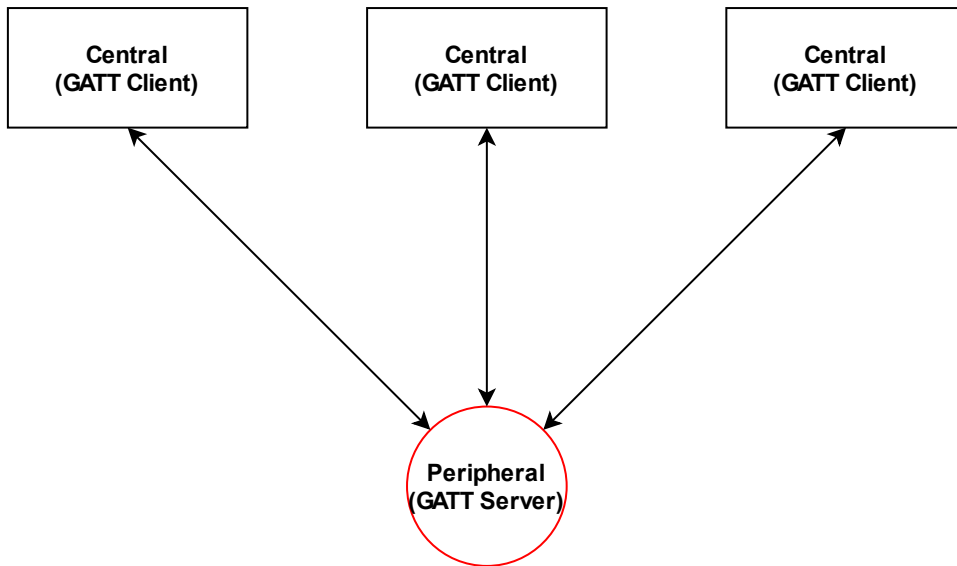 Central
(GATT Client)
Central
(GATT Client)
Central
(GATT Client)
Peripheral
(GATT Server)